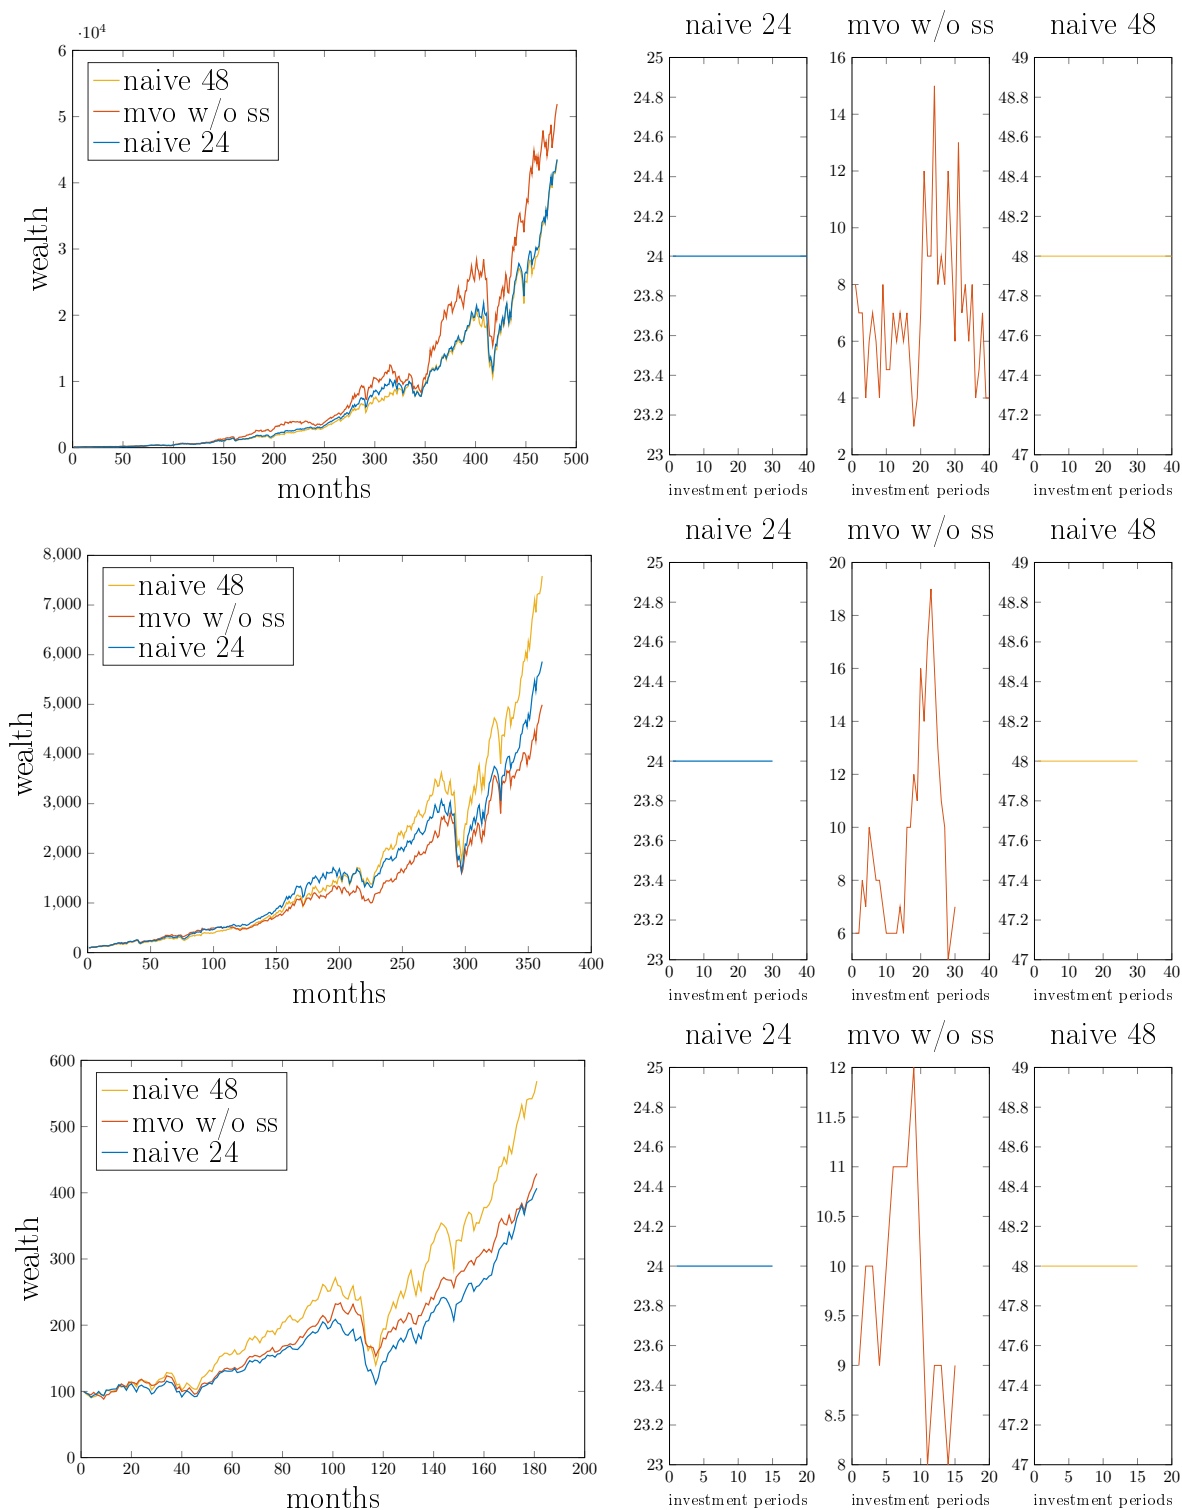 ·10⁴
6
5
4
3
2
1
0
0 50 100 150 200 250 300 350 400 450 500
wealth
months
naive 48
mvo w/o ss
naive 24
naive 24
25
24.8
24.6
24.4
24.2
24
23.8
23.6
23.4
23.2
23
0 10 20 30 40
investment periods
mvo w/o ss
16
14
12
10
8
6
4
2
0 10 20 30 40
investment periods
naive 48
49
48.8
48.6
48.4
48.2
48
47.8
47.6
47.4
47.2
47
0 10 20 30 40
investment periods
8,000
7,000
6,000
5,000
4,000
3,000
2,000
1,000
0
0 50 100 150 200 250 300 350 400
wealth
months
naive 48
mvo w/o ss
naive 24
naive 24
25
24.8
24.6
24.4
24.2
24
23.8
23.6
23.4
23.2
23
0 10 20 30 40
investment periods
mvo w/o ss
20
18
16
14
12
10
8
6
0 10 20 30 40
investment periods
naive 48
49
48.8
48.6
48.4
48.2
48
47.8
47.6
47.4
47.2
47
0 10 20 30 40
investment periods
600
500
400
300
200
100
0
0 20 40 60 80 100 120 140 160 180 200
wealth
months
naive 48
mvo w/o ss
naive 24
naive 24
25
24.8
24.6
24.4
24.2
24
23.8
23.6
23.4
23.2
23
0 5 10 15 20
investment periods
mvo w/o ss
12
11.5
11
10.5
10
9.5
9
8.5
8
0 5 10 15 20
investment periods
naive 48
49
48.8
48.6
48.4
48.2
48
47.8
47.6
47.4
47.2
47
0 5 10 15 20
investment periods